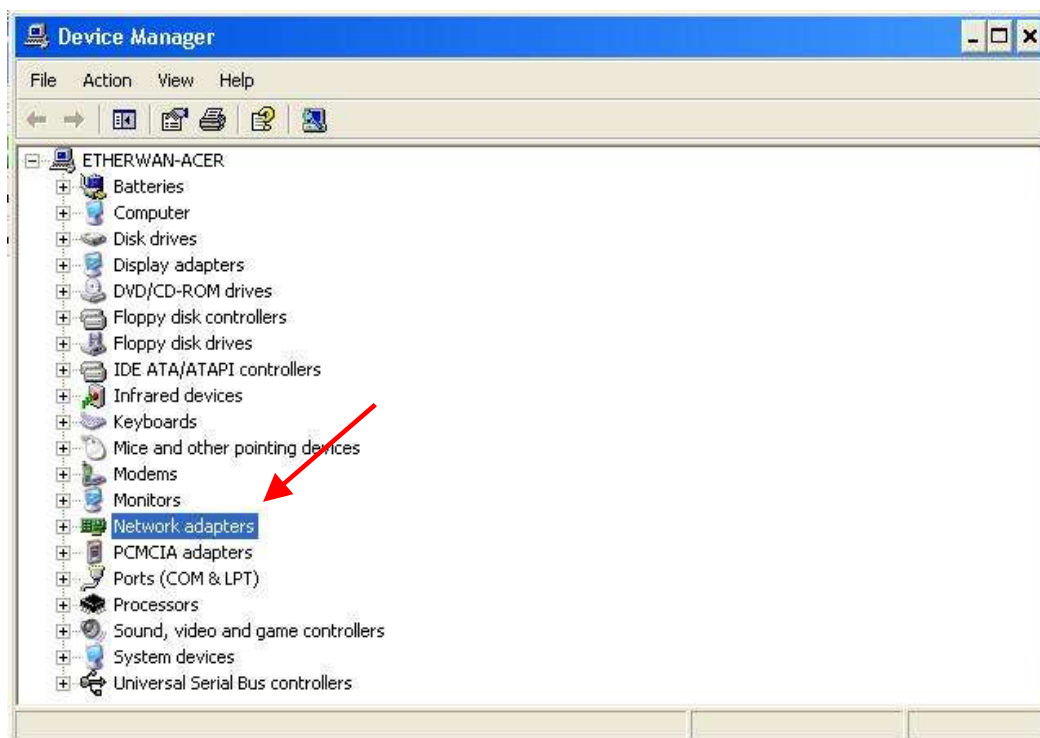 Device Manager
File Action View Help
ETHERWAN-ACER
Batteries
Computer
Disk drives
Display adapters
DVD/CD-ROM drives
Floppy disk controllers
Floppy disk drives
IDE ATA/ATAPI controllers
Infrared devices
Keyboards
Mice and other pointing devices
Modems
Monitors
Network adapters
PCMCIA adapters
Ports (COM & LPT)
Processors
Sound, video and game controllers
System devices
Universal Serial Bus controllers